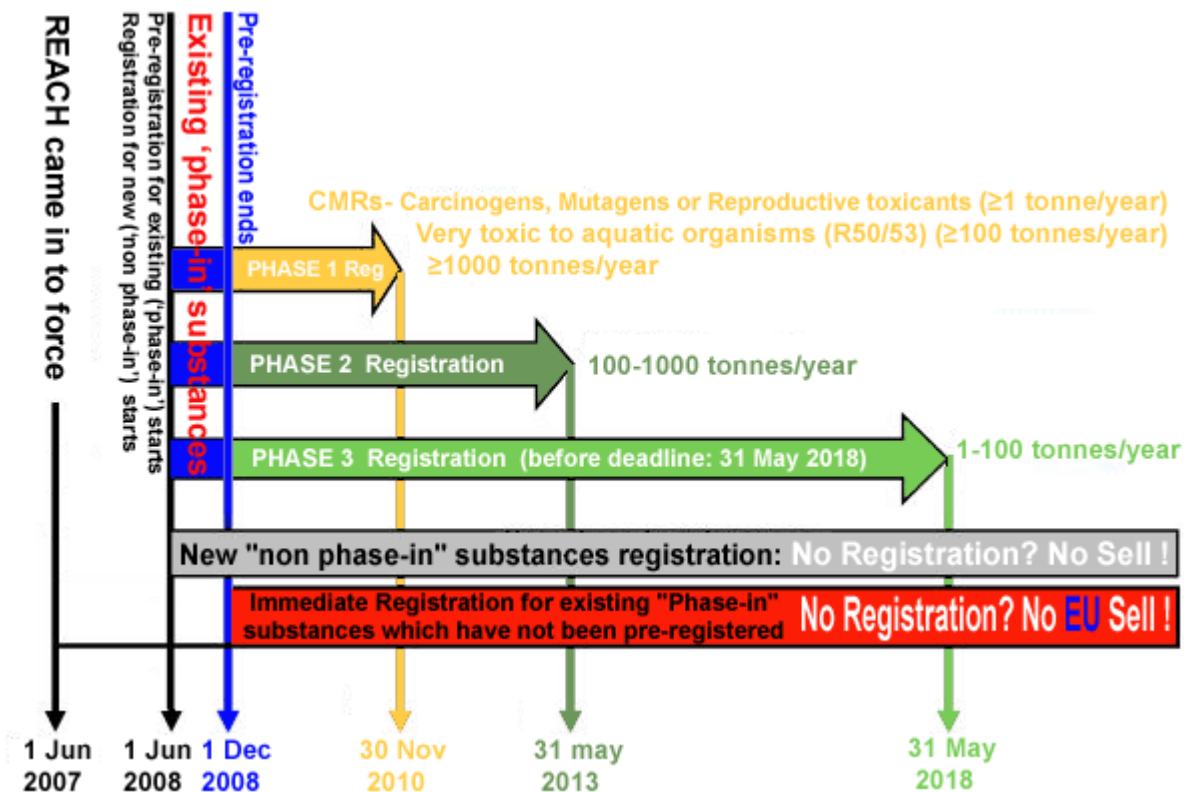 REACH came in to force
Registration for new ('non phase-in') starts
Pre-registration for existing ('phase-in') starts
Existing 'phase-in' substances
Pre-registration ends
CMRs- Carcinogens, Mutagens or Reproductive toxicants (≥1 tonne/year)
Very toxic to aquatic organisms (R50/53) (≥100 tonnes/year)
PHASE 1 Reg
≥1000 tonnes/year
PHASE 2 Registration
100-1000 tonnes/year
PHASE 3 Registration (before deadline: 31 May 2018)
1-100 tonnes/year
New "non phase-in" substances registration: No Registration? No Sell !
Immediate Registration for existing "Phase-in"
substances which have not been pre-registered
No Registration? No EU Sell !
1 Jun
2007
1 Jun
2008
1 Dec
2008
30 Nov
2010
31 may
2013
31 May
2018